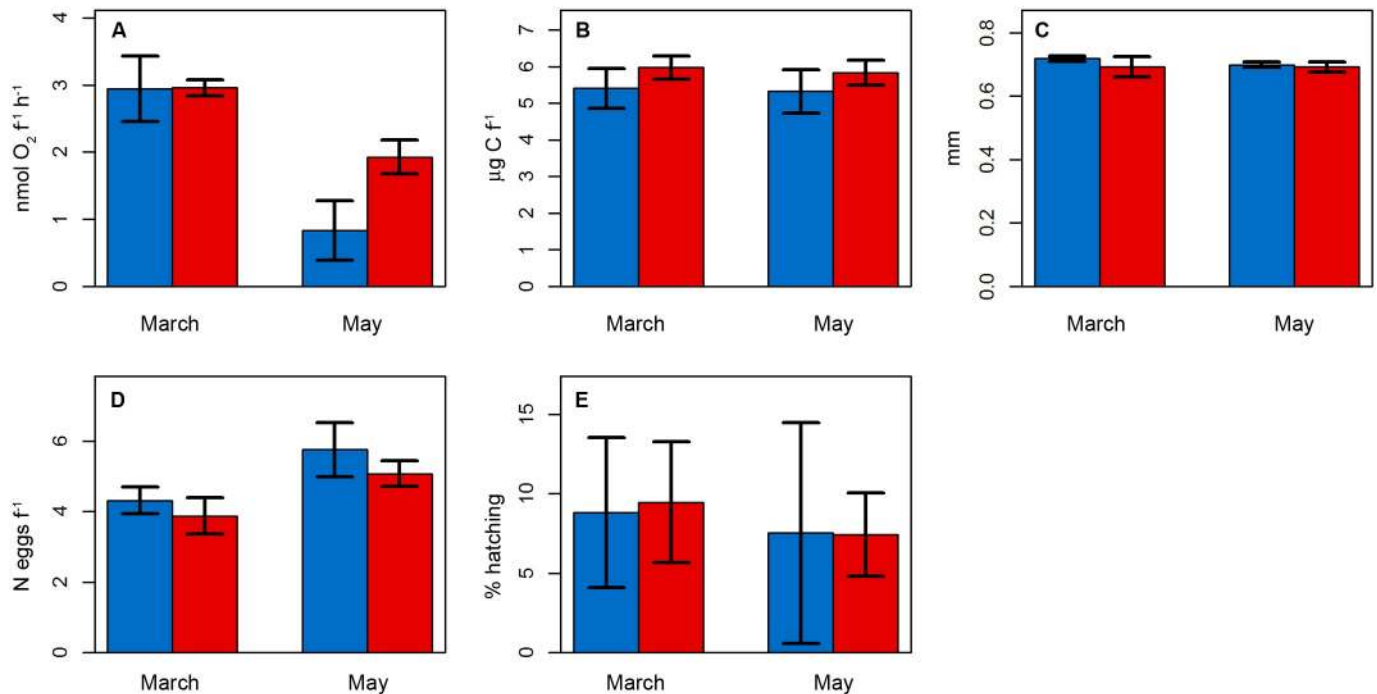 A
nmol O₂ f⁻¹ h⁻¹
0 1 2 3 4
March May
B
µg C f⁻¹
0 1 2 3 4 5 6 7
March May
C
mm
0.0 0.2 0.4 0.6 0.8
March May
D
N eggs f⁻¹
0 2 4 6
March May
E
% hatching
0 5 10 15
March May